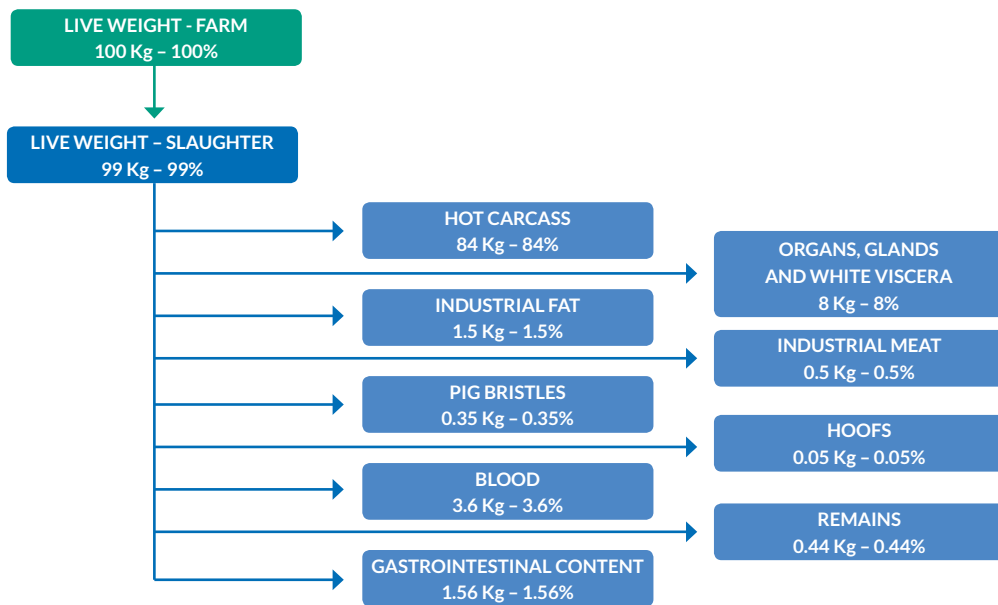 LIVE WEIGHT - FARM
100 Kg – 100%
LIVE WEIGHT – SLAUGHTER
99 Kg – 99%
HOT CARCASS
84 Kg – 84%
ORGANS, GLANDS
AND WHITE VISCERA
8 Kg – 8%
INDUSTRIAL FAT
1.5 Kg – 1.5%
INDUSTRIAL MEAT
0.5 Kg – 0.5%
PIG BRISTLES
0.35 Kg – 0.35%
HOOFS
0.05 Kg – 0.05%
BLOOD
3.6 Kg – 3.6%
REMAINS
0.44 Kg – 0.44%
GASTROINTESTINAL CONTENT
1.56 Kg – 1.56%